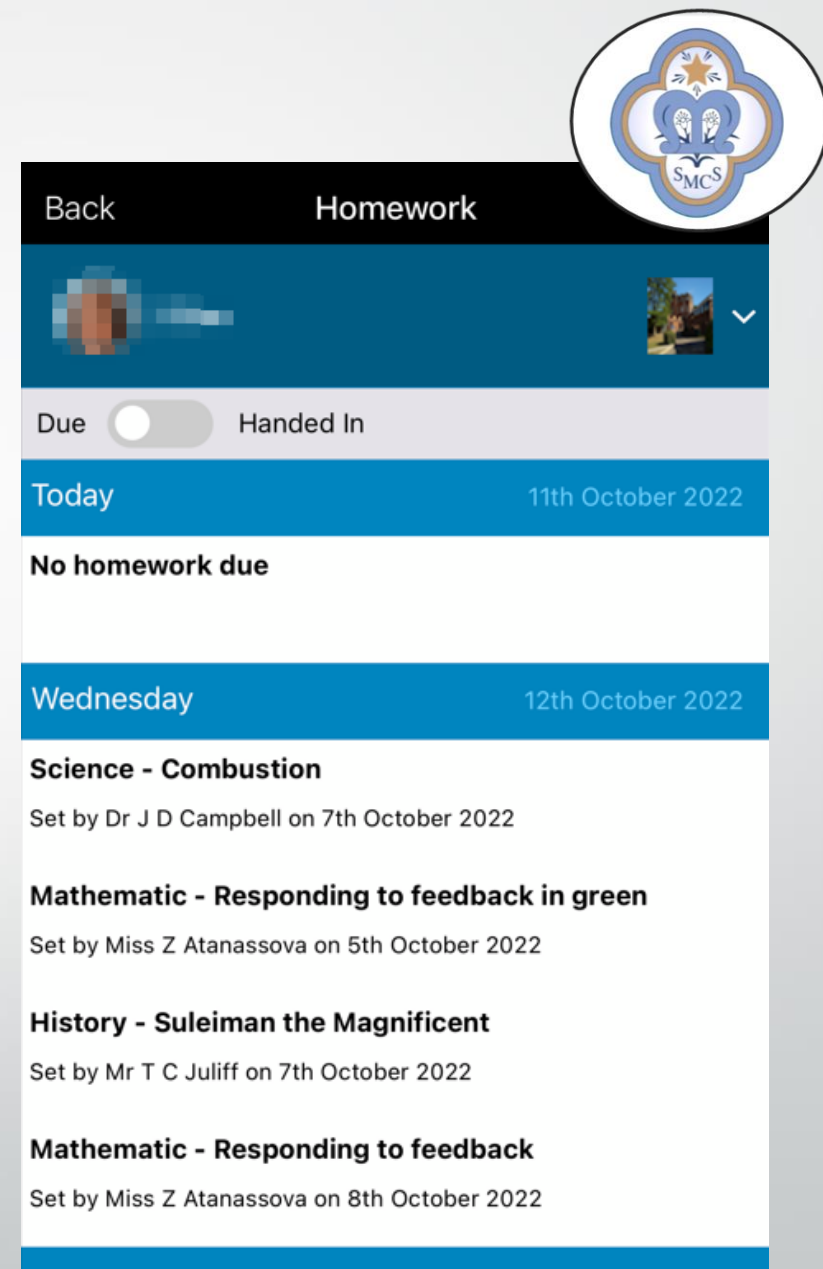 SMCS
Back Homework
Due Handed In
Today 11th October 2022
No homework due
Wednesday 12th October 2022
Science - Combustion
Set by Dr J D Campbell on 7th October 2022
Mathematic - Responding to feedback in green
Set by Miss Z Atanassova on 5th October 2022
History - Suleiman the Magnificent
Set by Mr T C Juliff on 7th October 2022
Mathematic - Responding to feedback
Set by Miss Z Atanassova on 8th October 2022